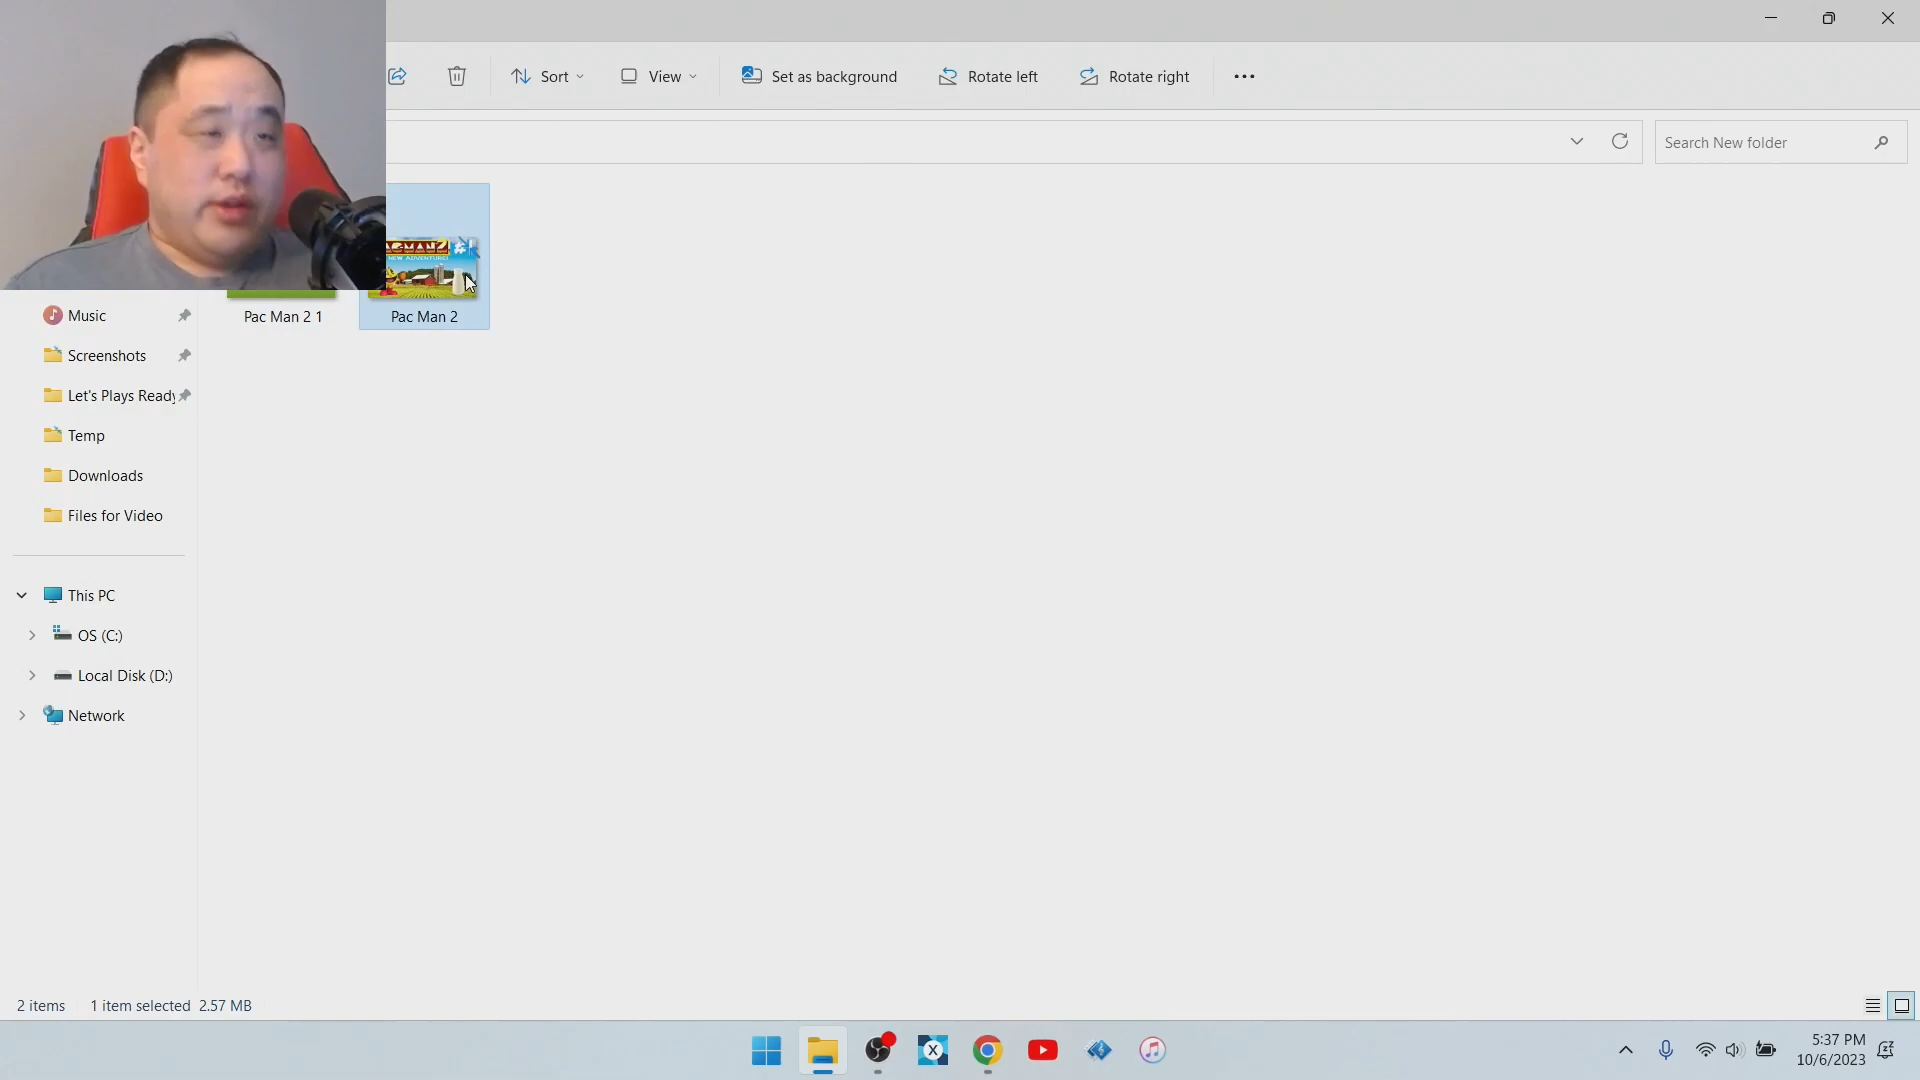 Sort
View
Set as background
Rotate left
Rotate right
Search New folder
NEW ADVENTURE!
Pac Man 2 1
Pac Man 2
Music
Screenshots
Let's Plays Ready
Temp
Downloads
Files for Video
This PC
OS (C:)
Local Disk (D:)
Network
2 items 1 item selected 2.57 MB
5:37 PM
10/6/2023